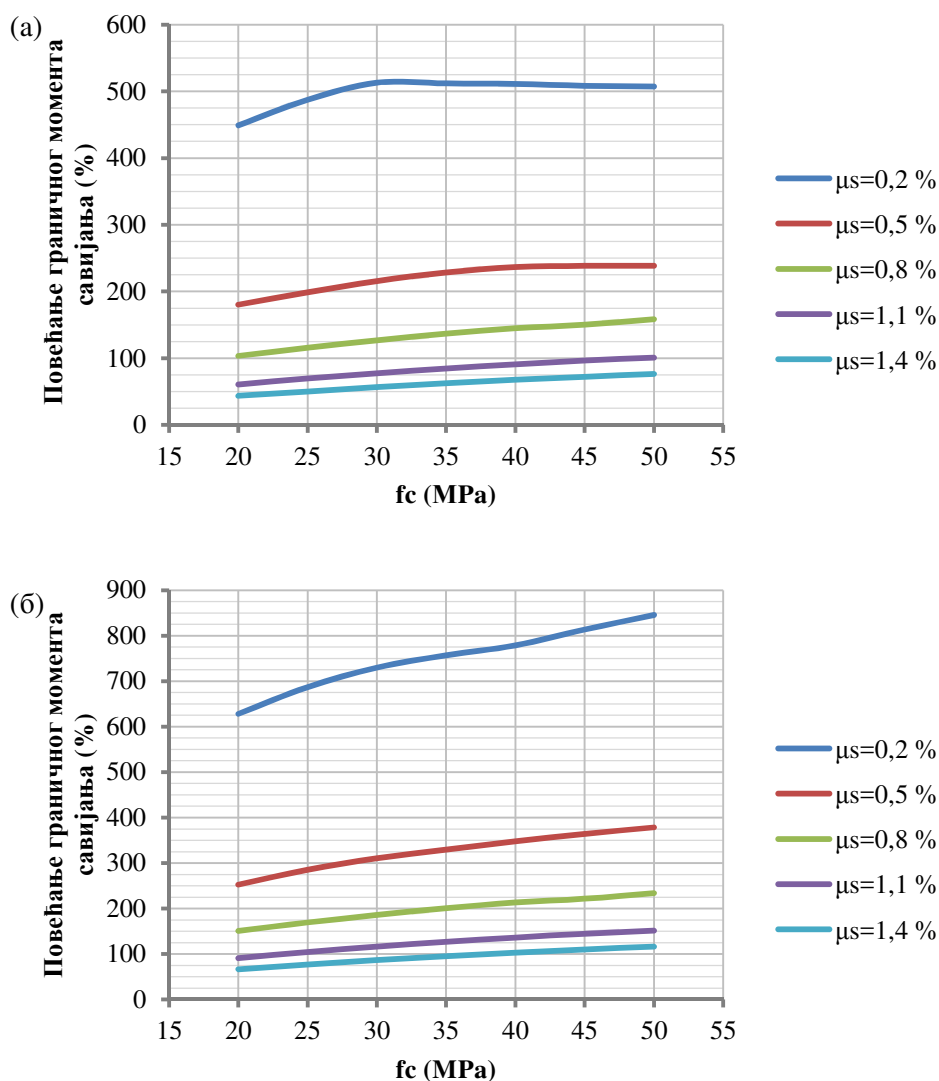 (а)
Повећање граничног момента
савијања (%)
600
500
400
300
200
100
0
15 20 25 30 35 40 45 50 55
fc (MPa)
μs=0,2 %
μs=0,5 %
μs=0,8 %
μs=1,1 %
μs=1,4 %
(б)
Повећање граничног момента
савијања (%)
900
800
700
600
500
400
300
200
100
0
15 20 25 30 35 40 45 50 55
fc (MPa)
μs=0,2 %
μs=0,5 %
μs=0,8 %
μs=1,1 %
μs=1,4 %